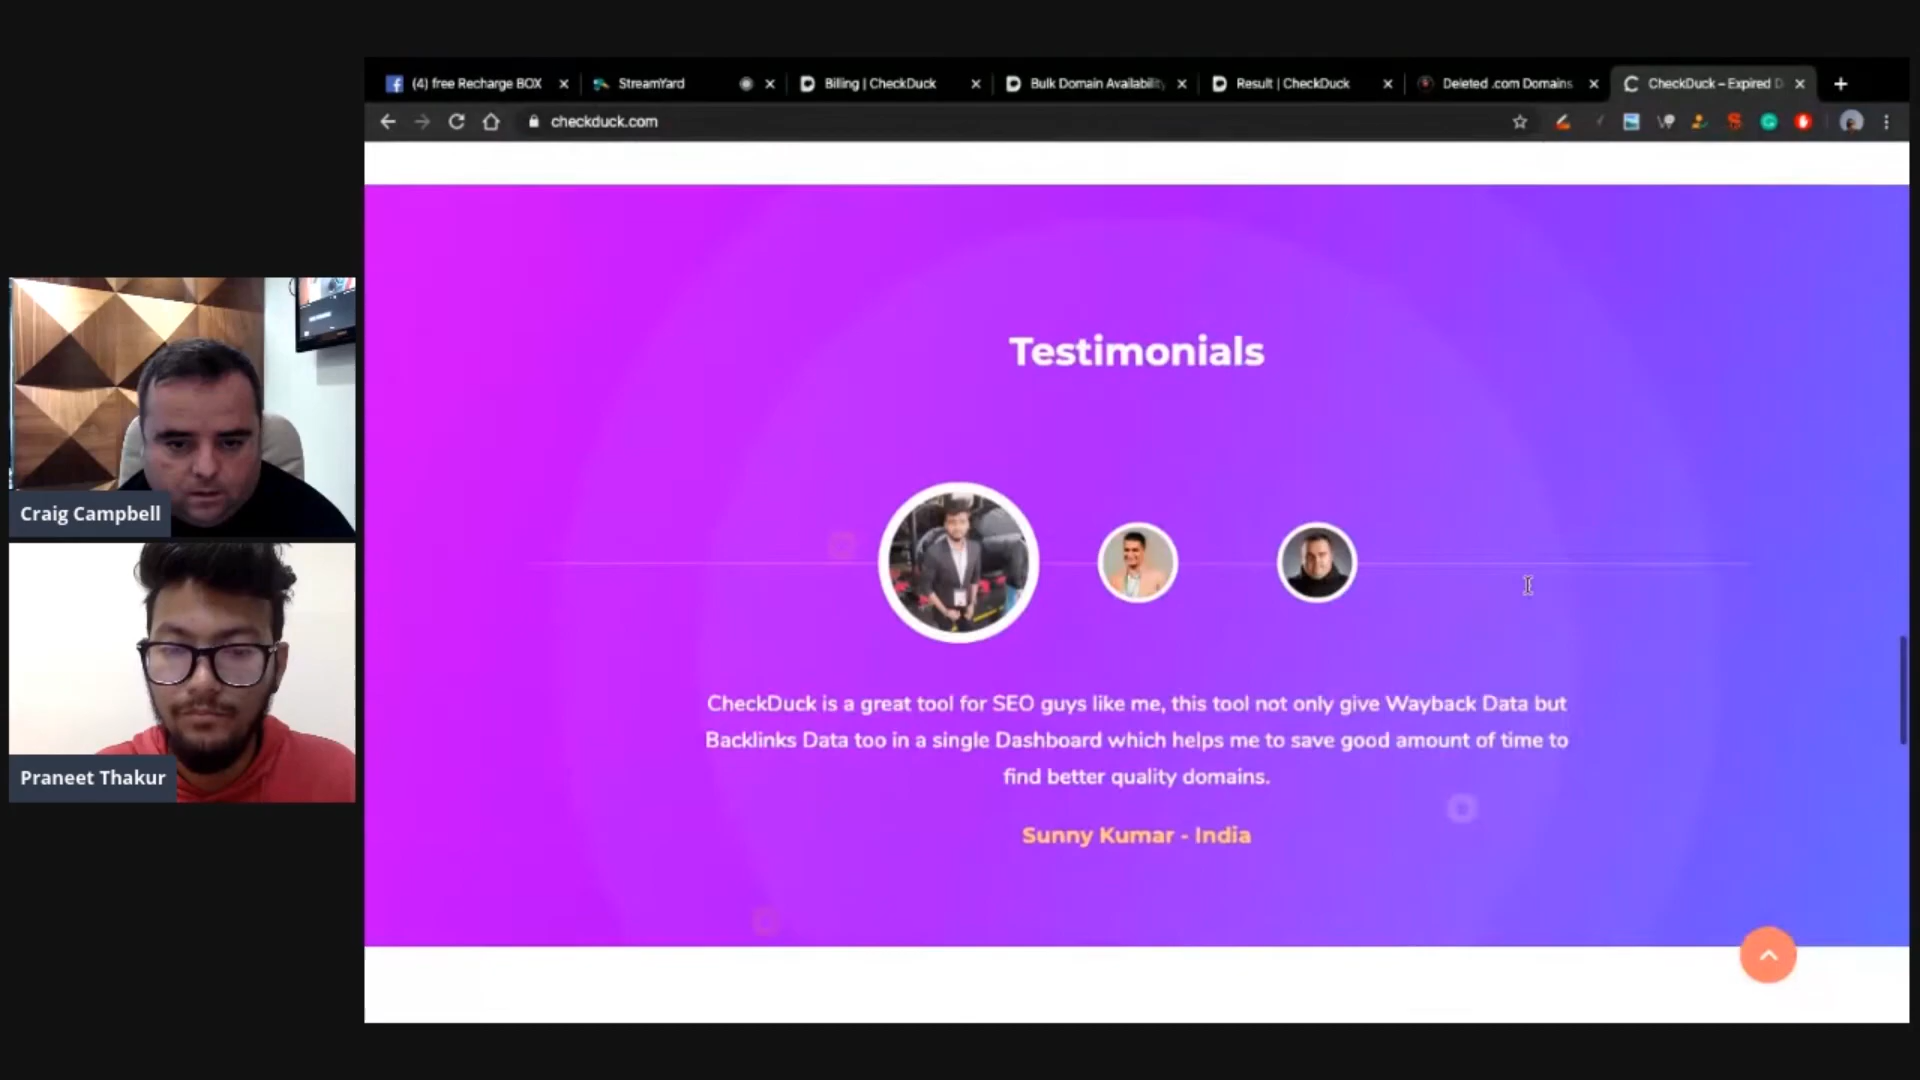 (4) free Recharge BOX
StreamYard
Billing | CheckDuck
Bulk Domain Availability
Result | CheckDuck
Deleted .com Domains
CheckDuck – Expired D
checkduck.com
Testimonials
CheckDuck is a great tool for SEO guys like me, this tool not only give Wayback Data but
Backlinks Data too in a single Dashboard which helps me to save good amount of time to
find better quality domains.
Sunny Kumar - India
Craig Campbell
Praneet Thakur